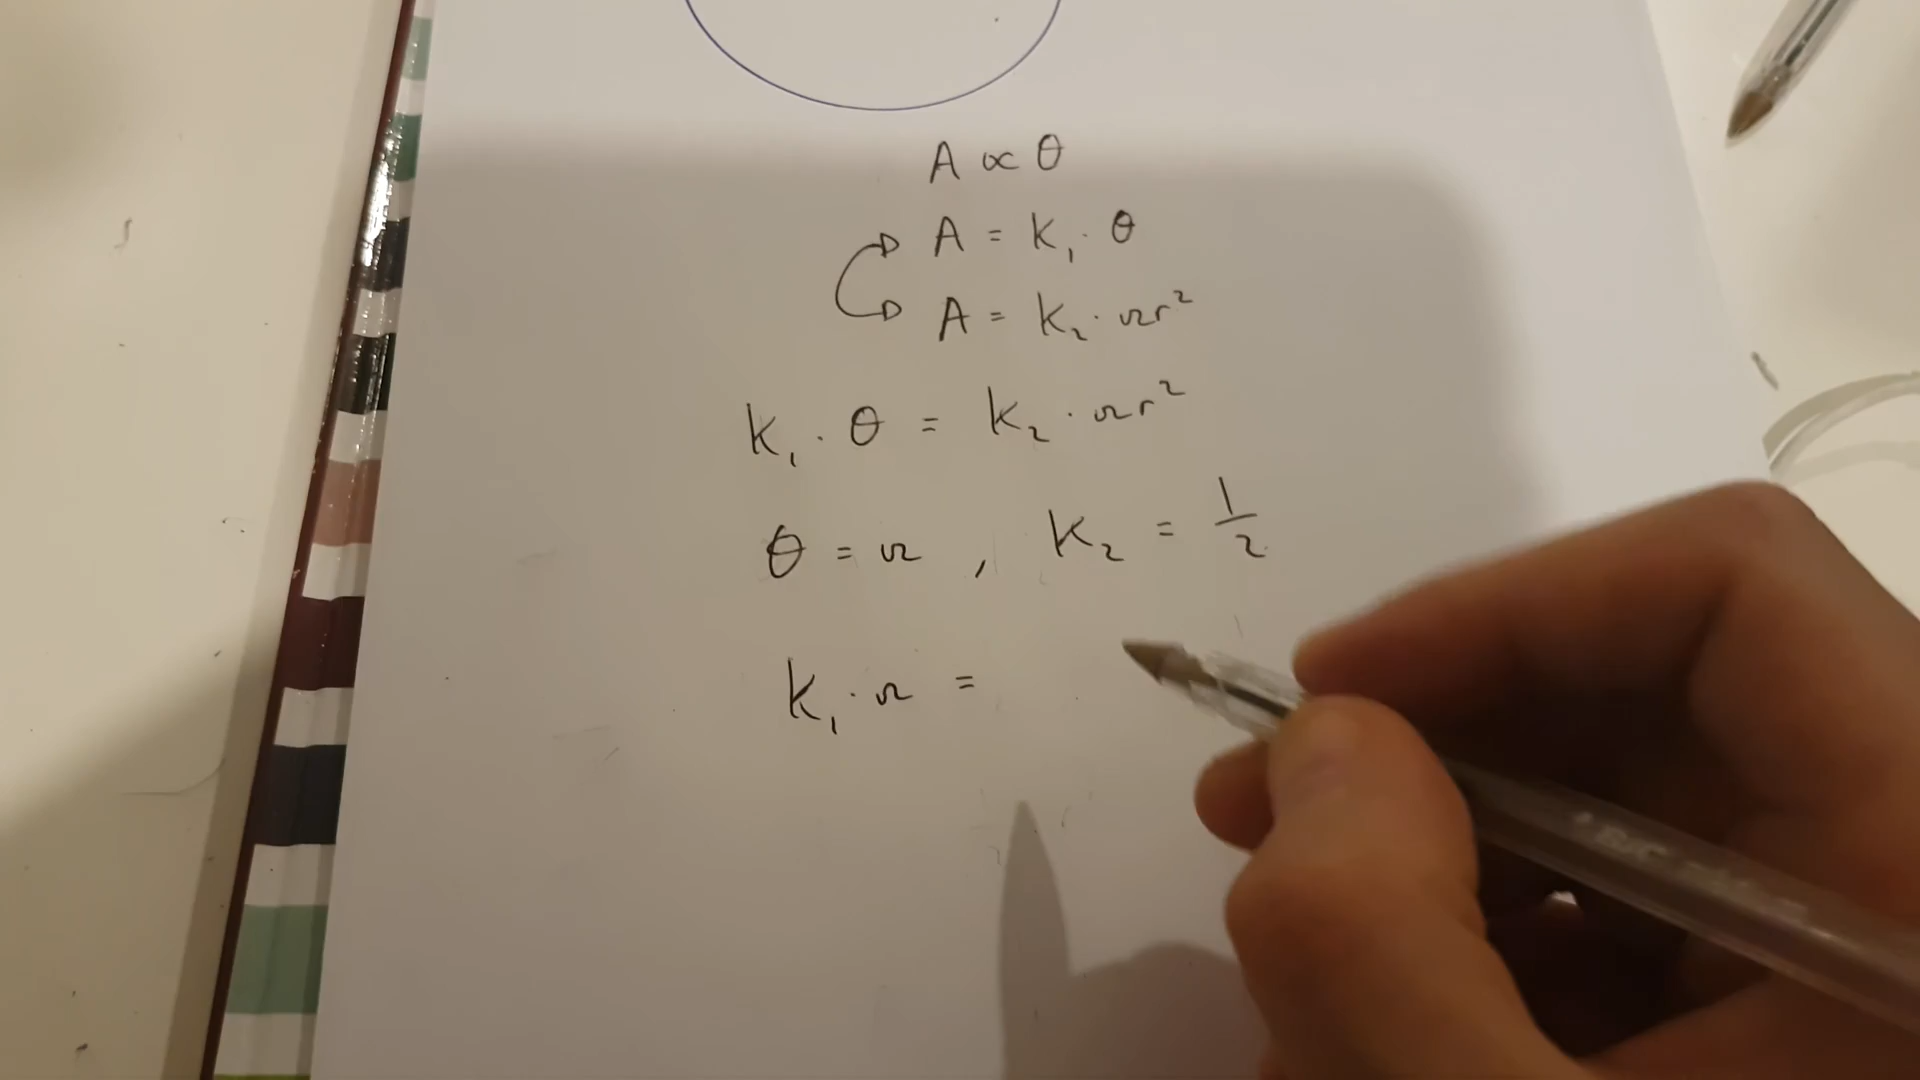 A ∝ θ
A = K₁ · θ
A = K₂ · πr²
K₁ · θ = K₂ · πr²
θ = π , K₂ = 1/2
K₁ · π =